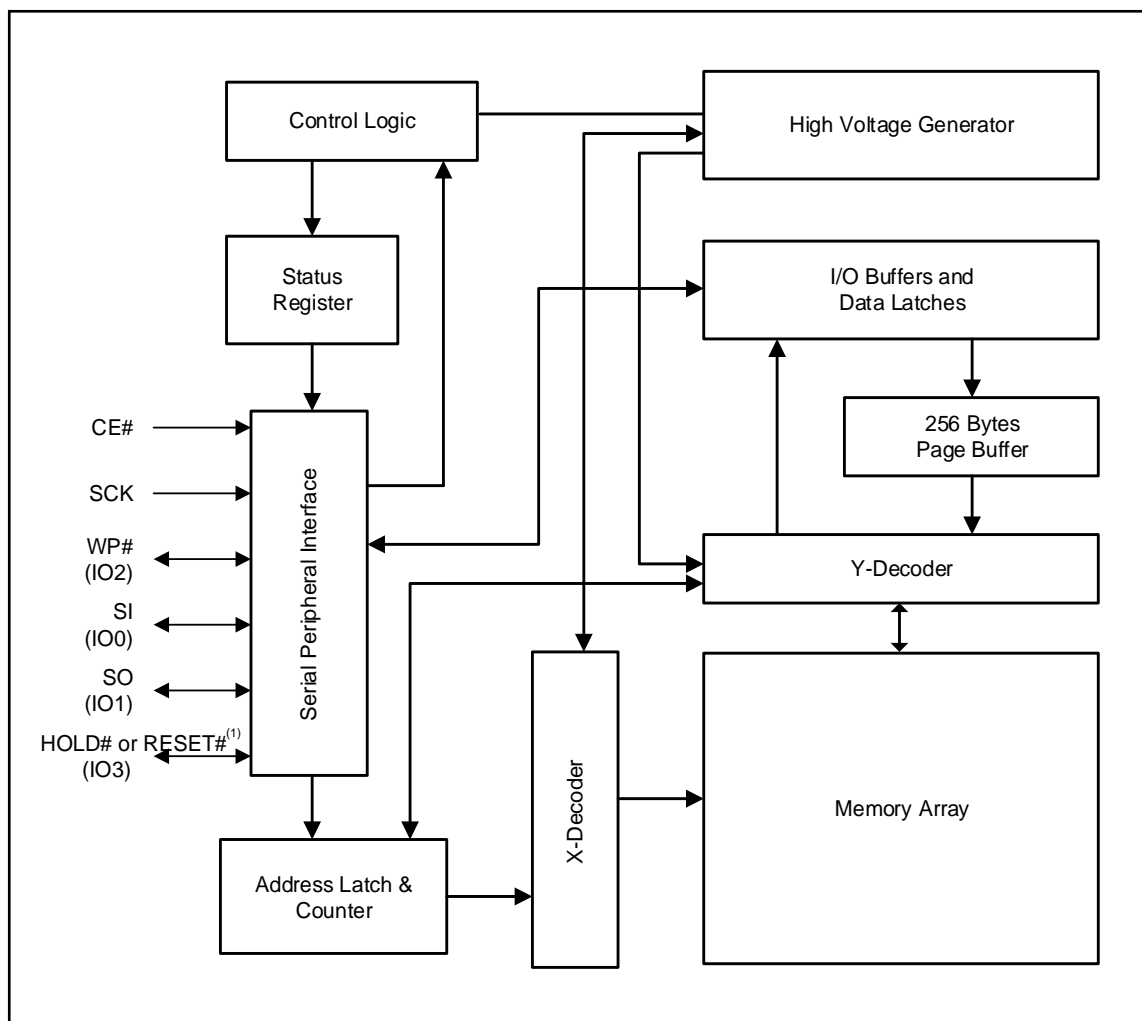 Control Logic
High Voltage Generator
Status
Register
I/O Buffers and
Data Latches
256 Bytes
Page Buffer
Y-Decoder
CE#
SCK
WP#
(IO2)
SI
(IO0)
SO
(IO1)
HOLD# or RESET#(1)
(IO3)
Serial Peripheral Interface
X-Decoder
Memory Array
Address Latch &
Counter